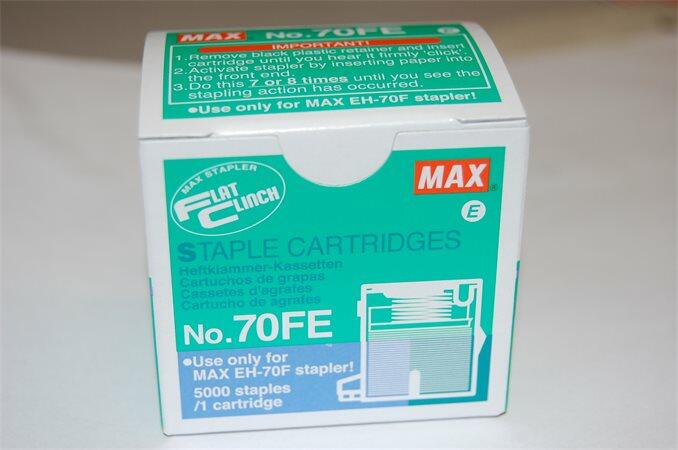 MAX No.70FE E
IMPORTANT!
1.Remove black plastic retainer and insert
cartridge until you hear it firmly 'click'.
2.Activate stapler by inserting paper into
the front end.
3.Do this 7 or 8 times until you see the
stapling action has occurred.
●Use only for MAX EH-70F stapler!
MAX STAPLER
FLAT
CLINCH
MAX®
E
STAPLE CARTRIDGES
Heftklammer-Kassetten
Cartuchos de grapas
Cassetes d'agrafes
Cartucho de agrafes
No.70FE
●Use only for
MAX EH-70F stapler!
5000 staples
/1 cartridge